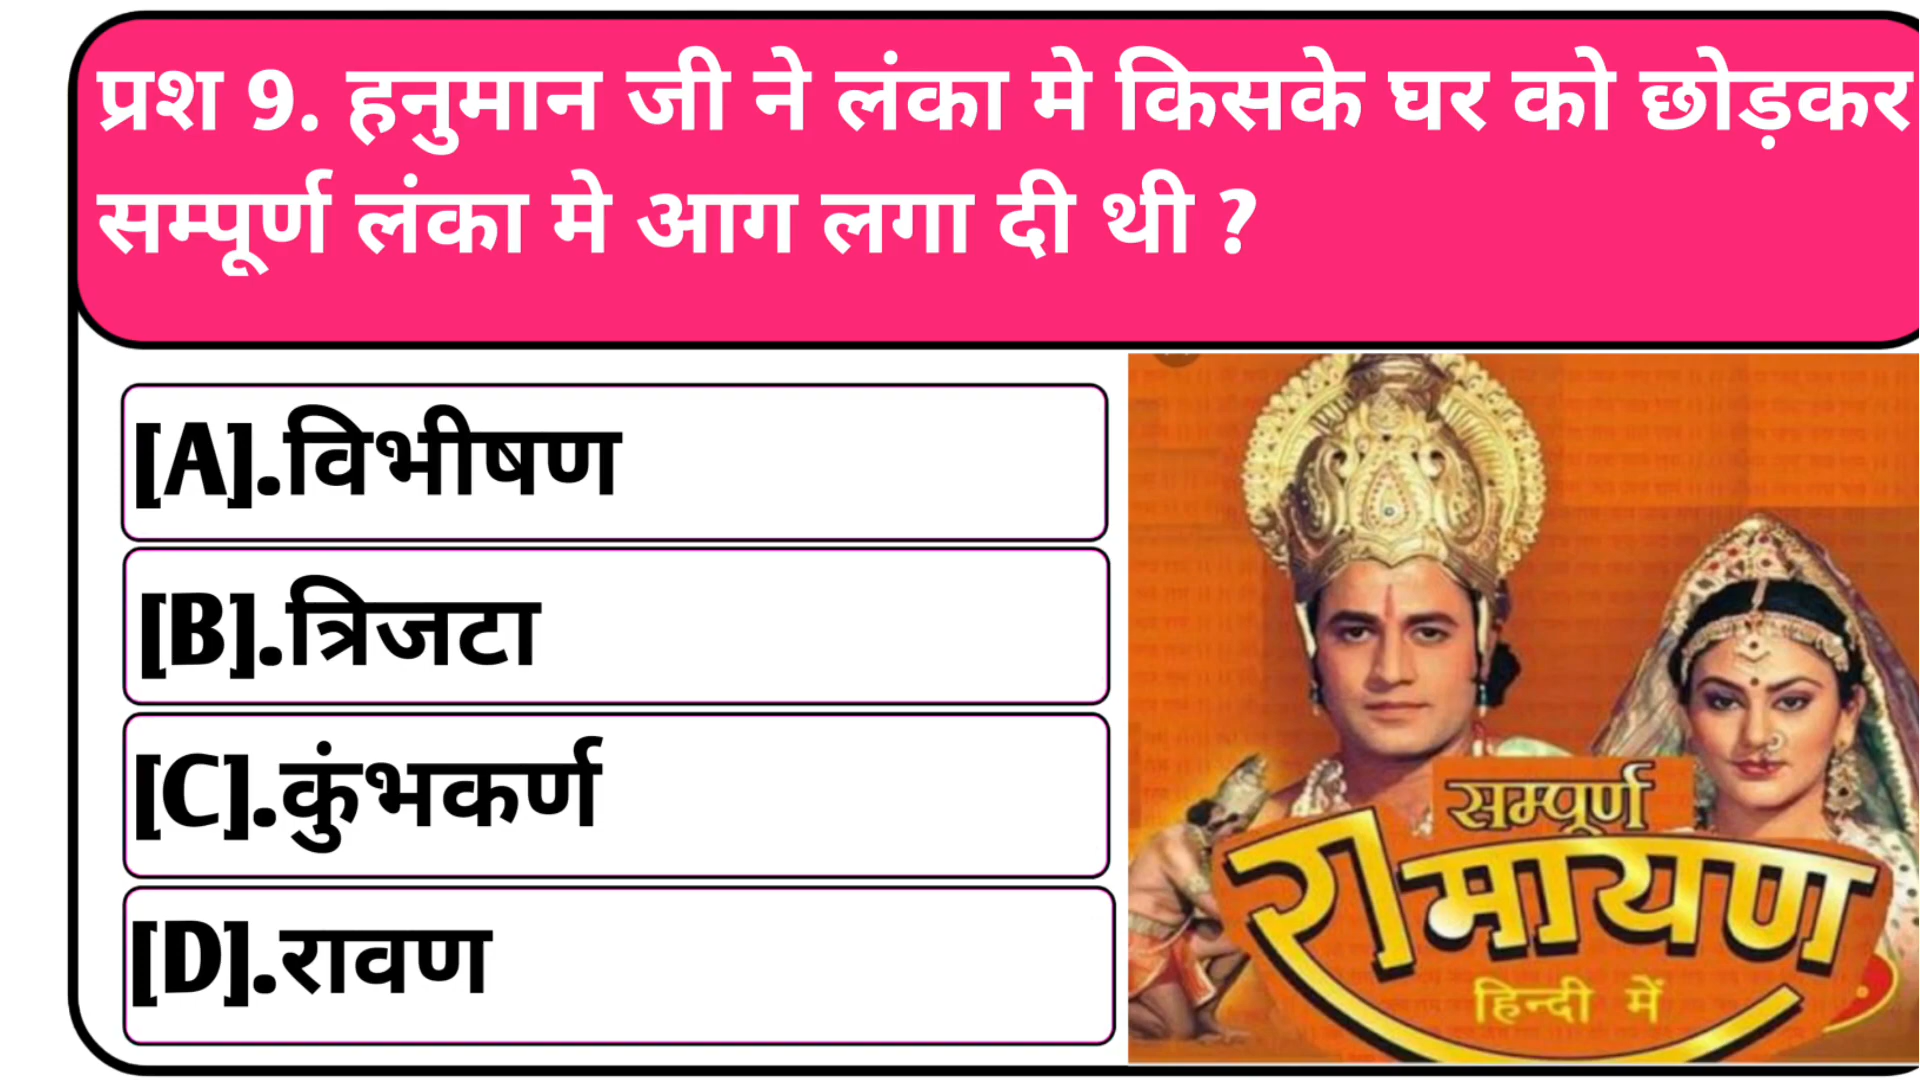 प्रश 9. हनुमान जी ने लंका मे किसके घर को छोड़कर
सम्पूर्ण लंका मे आग लगा दी थी ?
[A].विभीषण
[B].त्रिजटा
[C].कुंभकर्ण
[D].रावण
सम्पूर्ण
रामायण
हिन्दी में